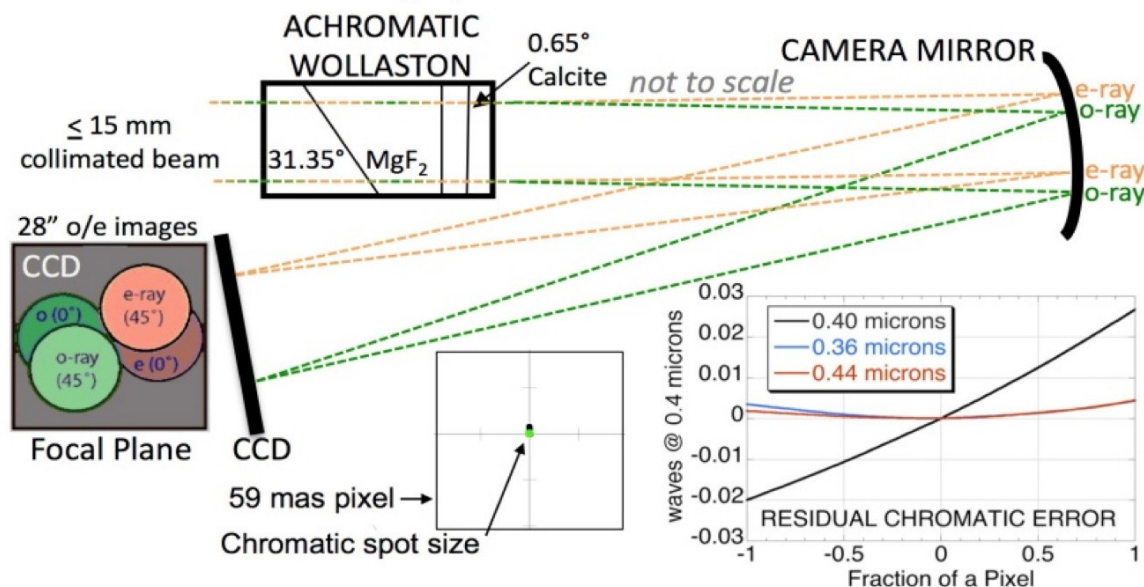 ACHROMATIC
WOLLASTON
0.65°
Calcite
CAMERA MIRROR
not to scale
e-ray
o-ray
≤ 15 mm
collimated beam
31.35°
MgF₂
e-ray
o-ray
28” o/e images
CCD
e-ray
(45˚)
o (0˚)
o-ray
(45˚)
e (0˚)
Focal Plane
CCD
59 mas pixel
Chromatic spot size
0.03
0.02
0.01
0
-0.01
-0.02
-0.03
waves @ 0.4 microns
0.40 microns
0.36 microns
0.44 microns
RESIDUAL CHROMATIC ERROR
-1
-0.5
0
0.5
1
Fraction of a Pixel